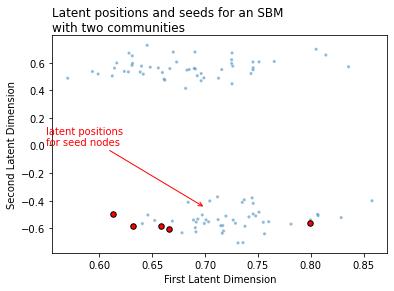 Latent positions and seeds for an SBM
with two communities
Second Latent Dimension
0.6
0.4
0.2
0.0
−0.2
−0.4
−0.6
latent positions
for seed nodes
0.60 0.65 0.70 0.75 0.80 0.85
First Latent Dimension